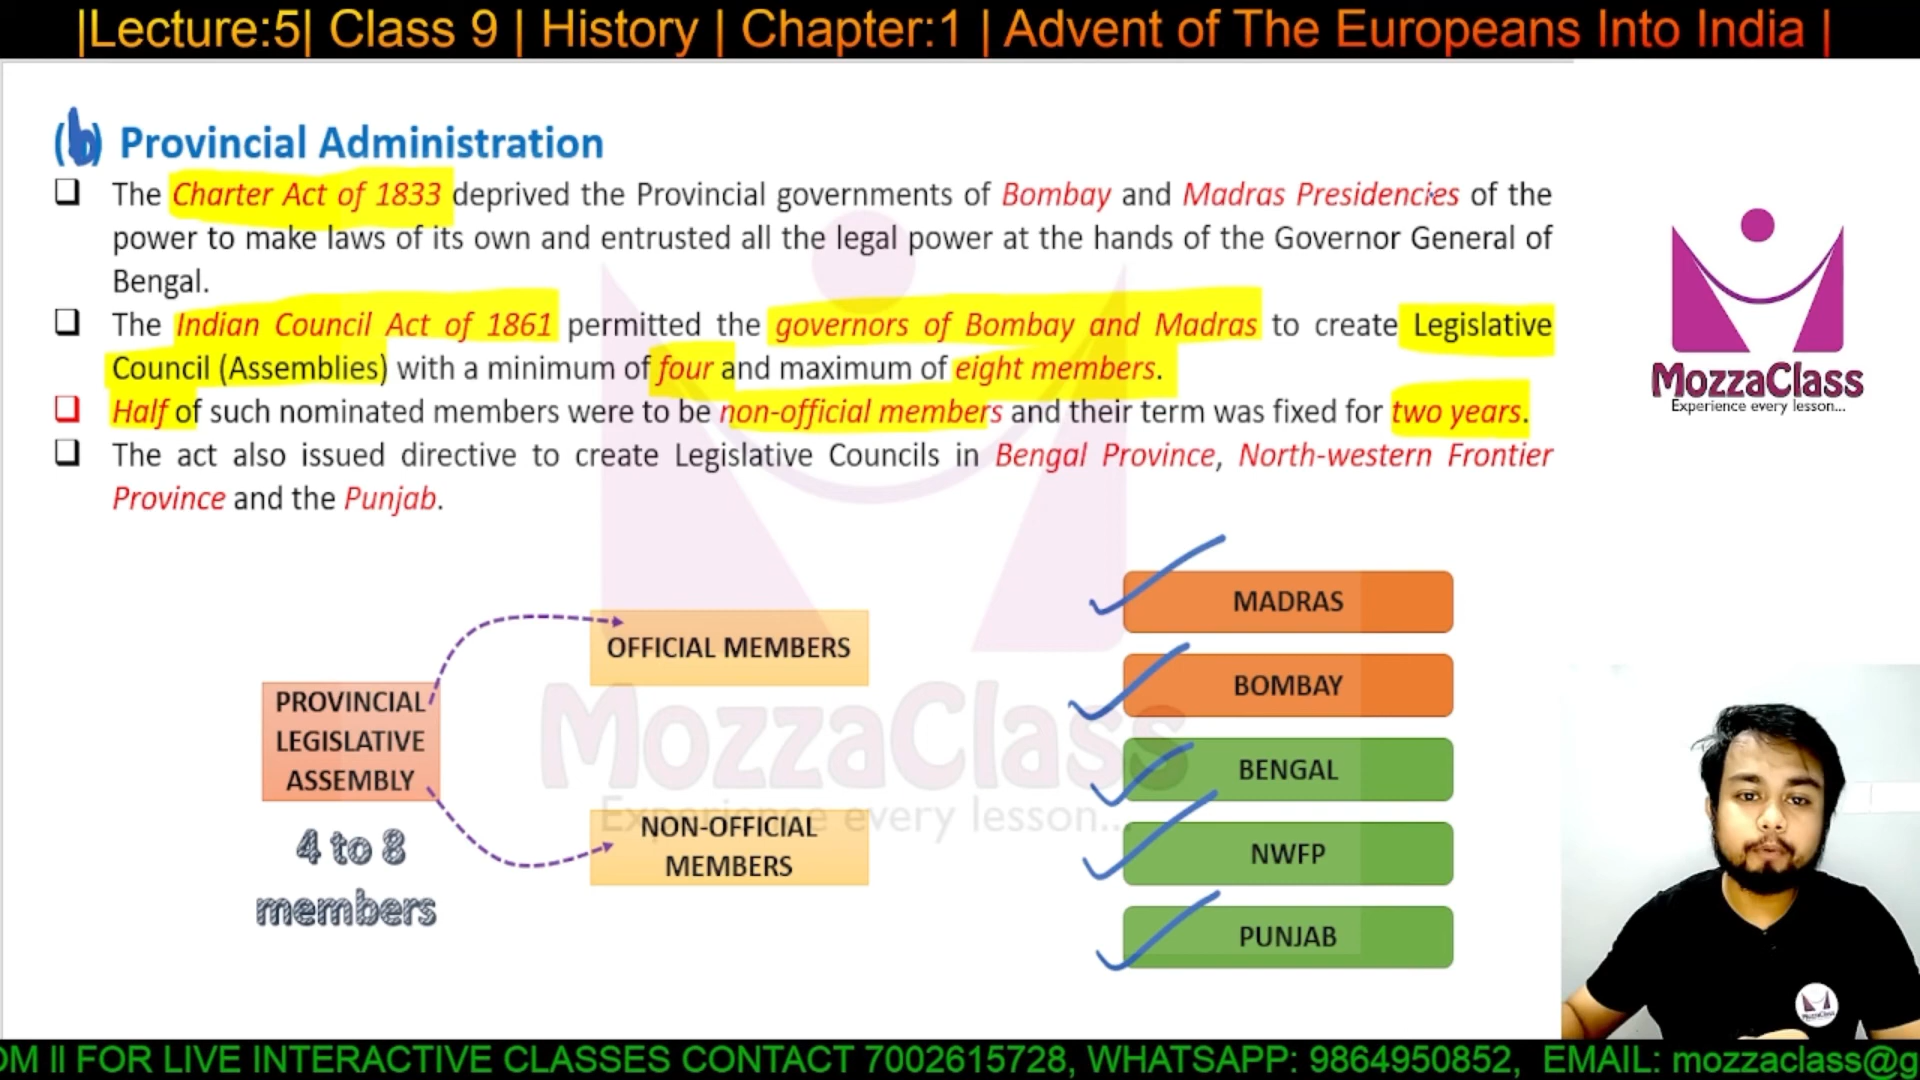 |Lecture:5| Class 9 | History | Chapter:1 | Advent of The Europeans Into India |
(b) Provincial Administration
The Charter Act of 1833 deprived the Provincial governments of Bombay and Madras Presidencies of the
power to make laws of its own and entrusted all the legal power at the hands of the Governor General of
Bengal.
The Indian Council Act of 1861 permitted the governors of Bombay and Madras to create Legislative
Council (Assemblies) with a minimum of four and maximum of eight members.
Half of such nominated members were to be non-official members and their term was fixed for two years.
The act also issued directive to create Legislative Councils in Bengal Province, North-western Frontier
Province and the Punjab.
MozzaClass
Experience every lesson...
PROVINCIAL
LEGISLATIVE
ASSEMBLY
4 to 8
members
OFFICIAL MEMBERS
NON-OFFICIAL
MEMBERS
MADRAS
BOMBAY
BENGAL
NWFP
PUNJAB
MozzaClass
Experience every lesson...
MozzaClass
OM II FOR LIVE INTERACTIVE CLASSES CONTACT 7002615728, WHATSAPP: 9864950852, EMAIL: mozzaclass@g